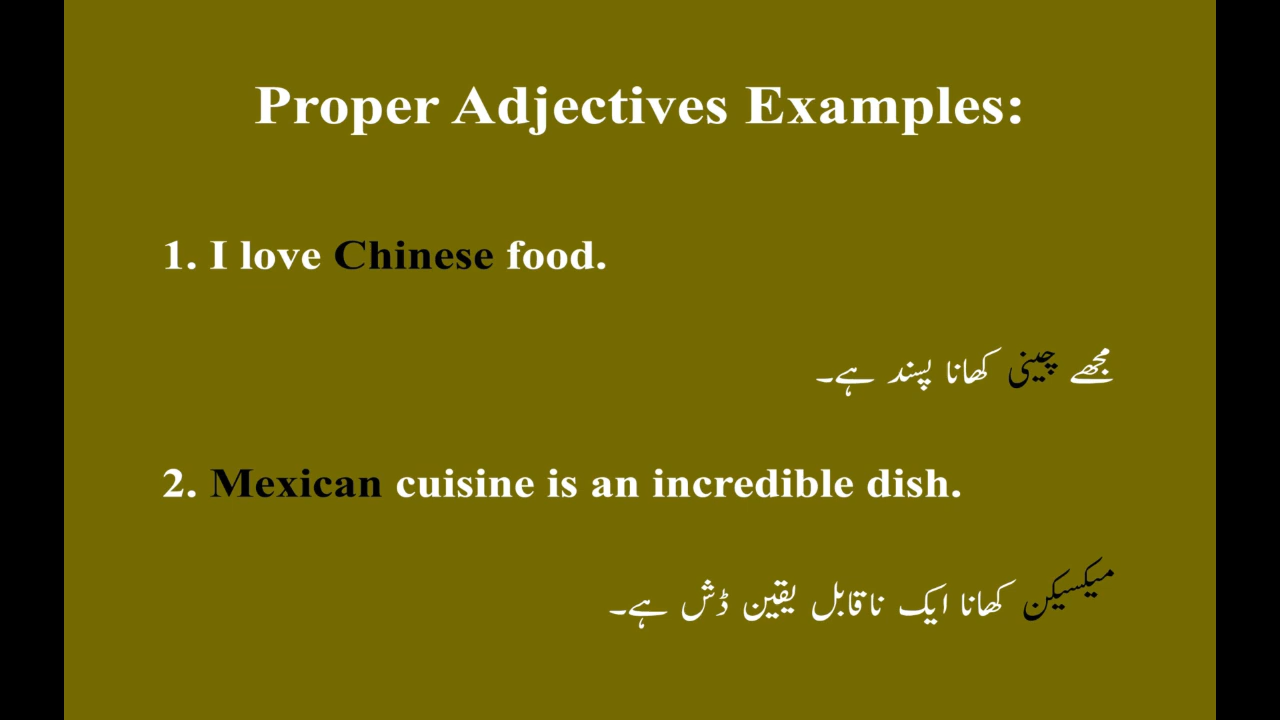 Proper Adjectives Examples:
1. I love Chinese food.
مجھے چینی کھانا پسند ہے۔
2. Mexican cuisine is an incredible dish.
میکسیکن کھانا ایک ناقابل یقین ڈش ہے۔